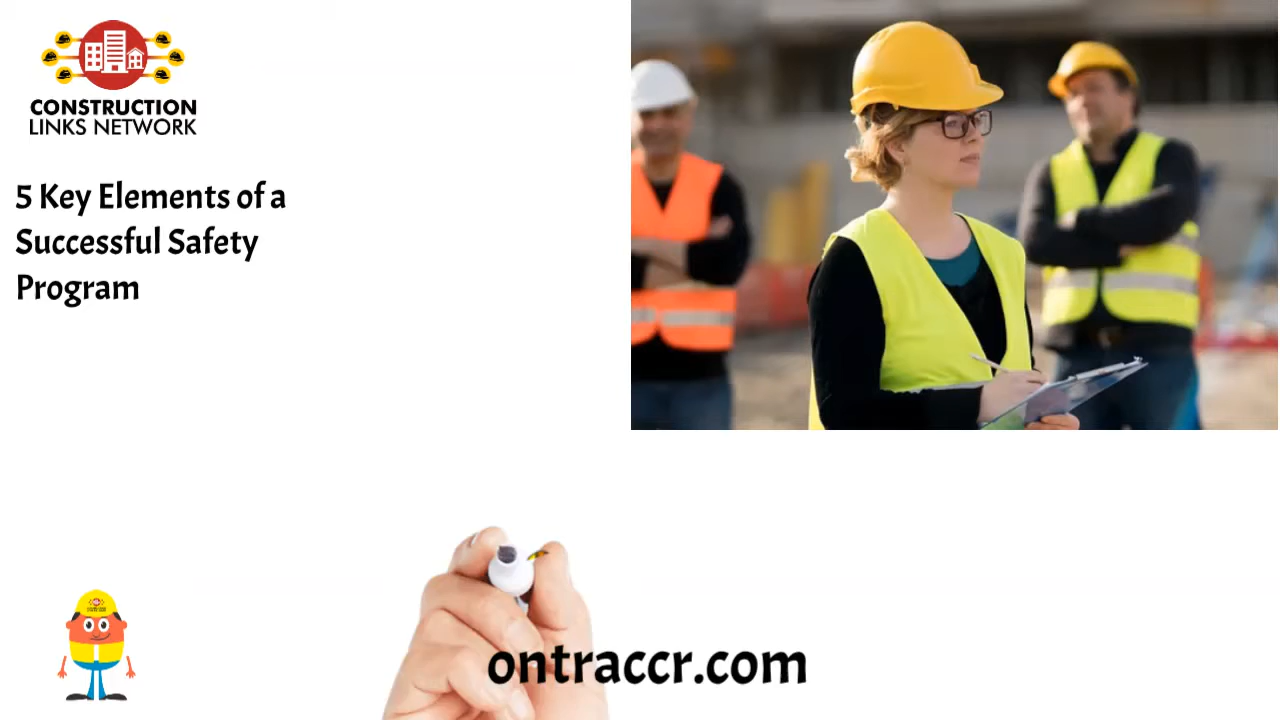 CONSTRUCTION
LINKS NETWORK
5 Key Elements of a
Successful Safety
Program
ontraccr.com